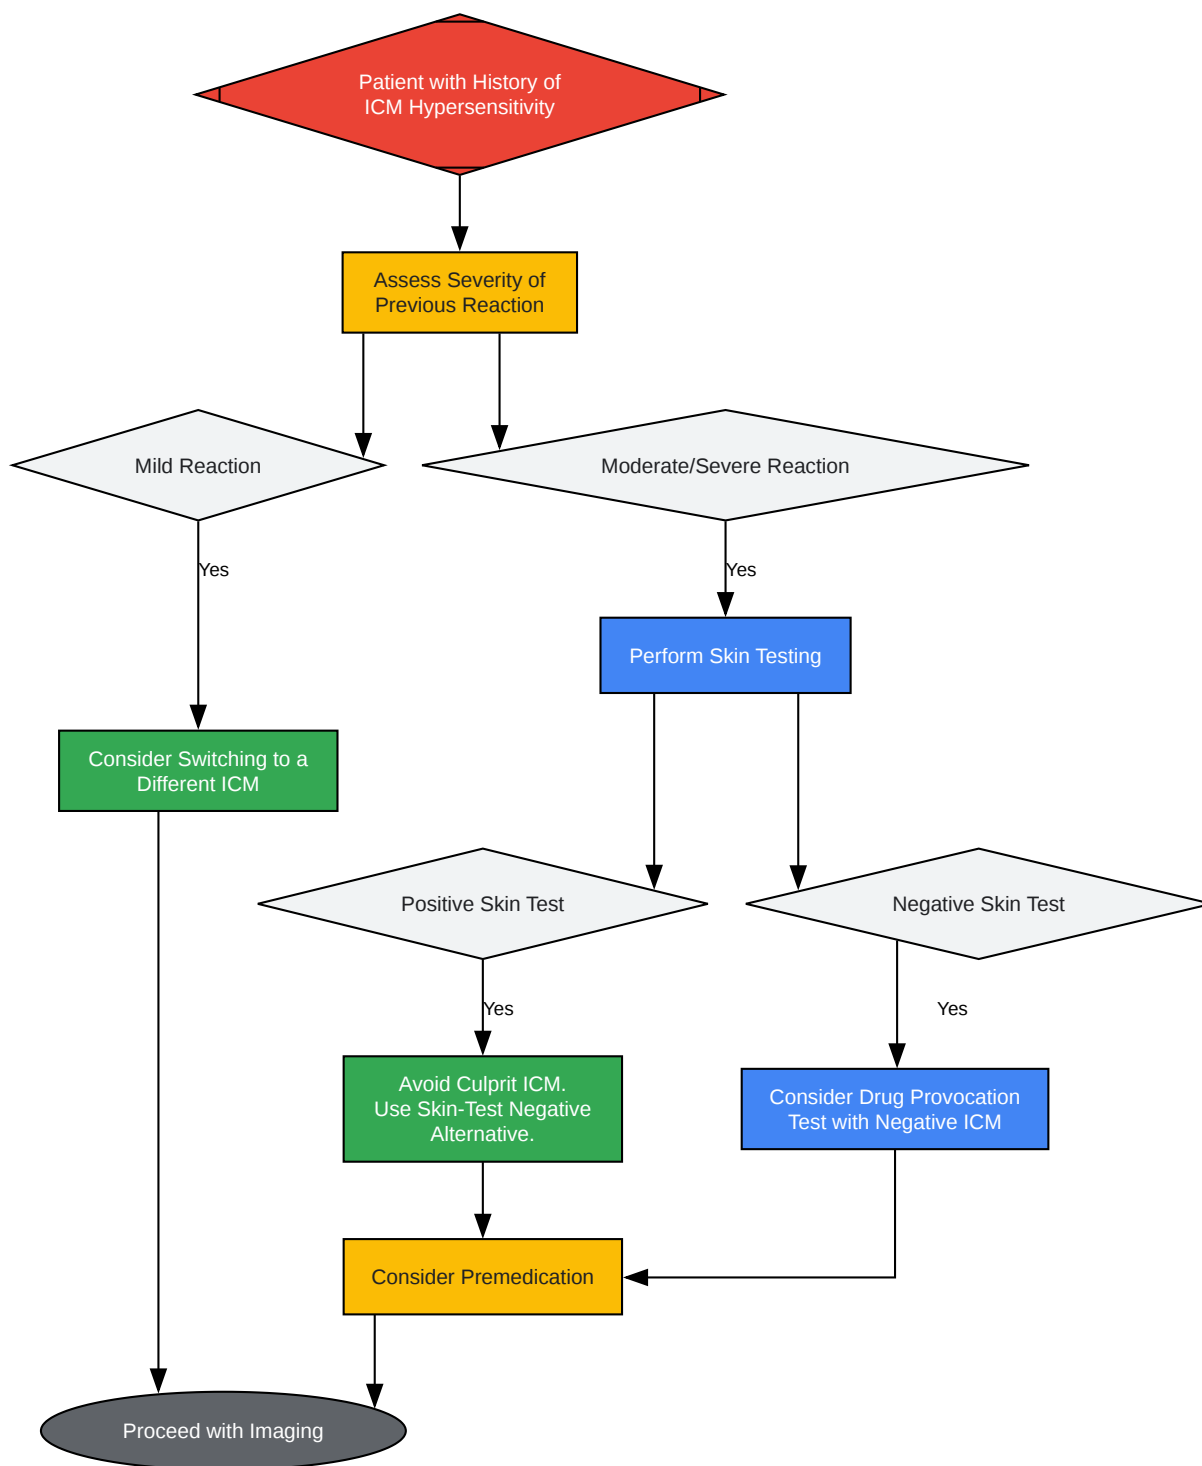 Patient with History of
ICM Hypersensitivity
Assess Severity of
Previous Reaction
Mild Reaction
Moderate/Severe Reaction
Yes
Yes
Perform Skin Testing
Consider Switching to a
Different ICM
Positive Skin Test
Negative Skin Test
Yes
Yes
Avoid Culprit ICM.
Use Skin-Test Negative
Alternative.
Consider Drug Provocation
Test with Negative ICM
Consider Premedication
Proceed with Imaging